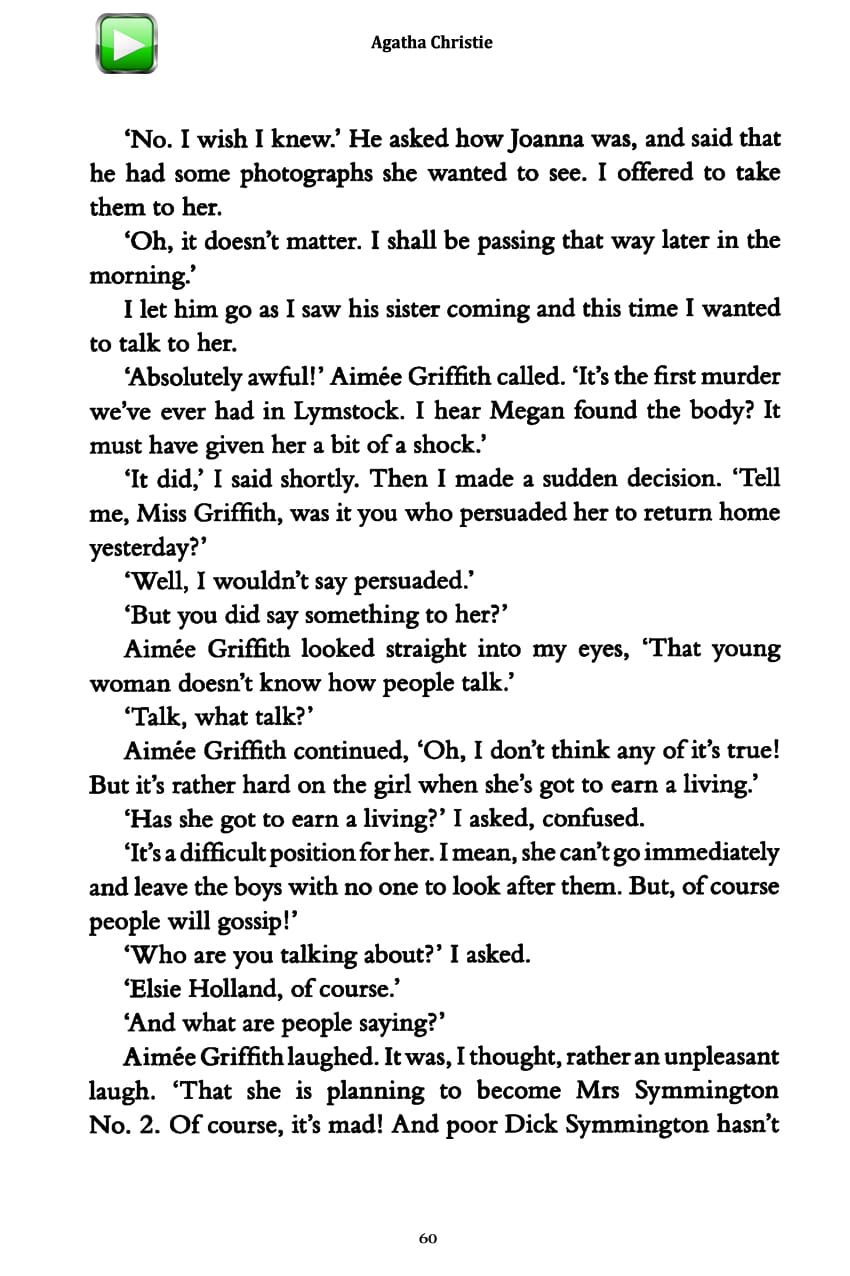 Agatha Christie
‘No. I wish I knew.’ He asked how Joanna was, and said that
he had some photographs she wanted to see. I offered to take
them to her.
‘Oh, it doesn’t matter. I shall be passing that way later in the
morning.’
I let him go as I saw his sister coming and this time I wanted
to talk to her.
‘Absolutely awful!’ Aimée Griffith called. ‘It’s the first murder
we’ve ever had in Lymstock. I hear Megan found the body? It
must have given her a bit of a shock.’
‘It did,’ I said shortly. Then I made a sudden decision. ‘Tell
me, Miss Griffith, was it you who persuaded her to return home
yesterday?’
‘Well, I wouldn’t say persuaded.’
‘But you did say something to her?’
Aimée Griffith looked straight into my eyes, ‘That young
woman doesn’t know how people talk.’
‘Talk, what talk?’
Aimée Griffith continued, ‘Oh, I don’t think any of it’s true!
But it’s rather hard on the girl when she’s got to earn a living.’
‘Has she got to earn a living?’ I asked, confused.
‘It’s a difficult position for her. I mean, she can’t go immediately
and leave the boys with no one to look after them. But, of course
people will gossip!’
‘Who are you talking about?’ I asked.
‘Elsie Holland, of course.’
‘And what are people saying?’
Aimée Griffith laughed. It was, I thought, rather an unpleasant
laugh. ‘That she is planning to become Mrs Symmington
No. 2. Of course, it’s mad! And poor Dick Symmington hasn’t
60